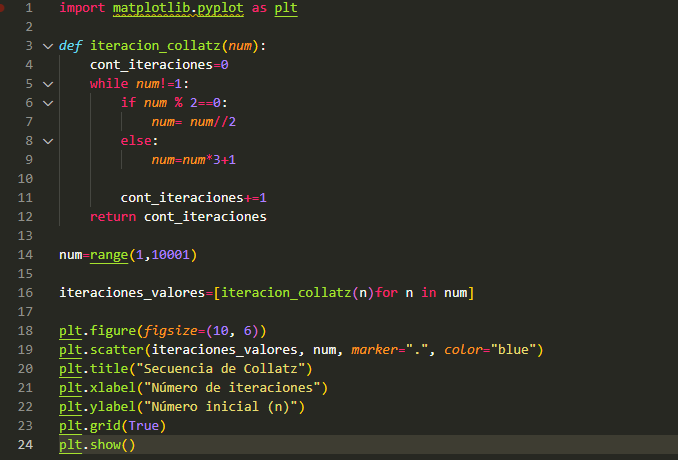 1 import matplotlib.pyplot as plt
2
3 def iteracion_collatz(num):
4     cont_iteraciones=0
5     while num!=1:
6         if num % 2==0:
7             num= num//2
8         else:
9             num=num*3+1
10
11         cont_iteraciones+=1
12     return cont_iteraciones
13
14 num=range(1,10001)
15
16 iteraciones_valores=[iteracion_collatz(n)for n in num]
17
18 plt.figure(figsize=(10, 6))
19 plt.scatter(iteraciones_valores, num, marker=".", color="blue")
20 plt.title("Secuencia de Collatz")
21 plt.xlabel("Número de iteraciones")
22 plt.ylabel("Número inicial (n)")
23 plt.grid(True)
24 plt.show()